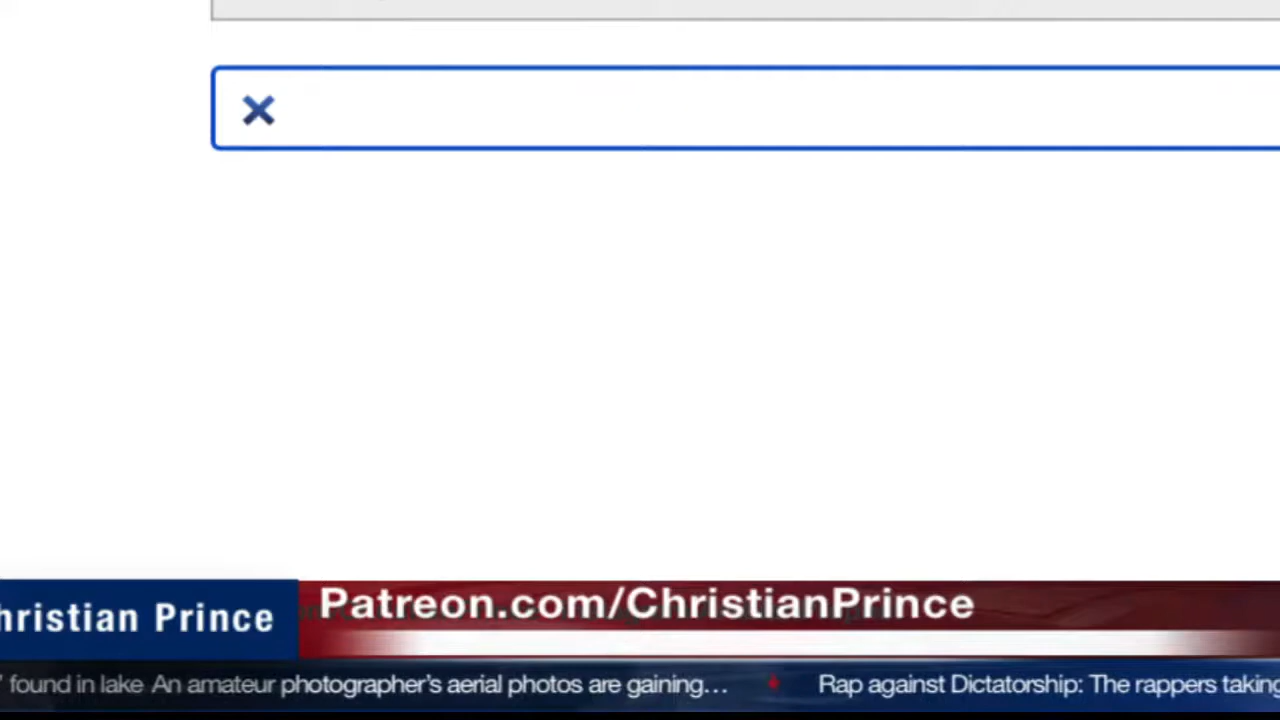 hristian Prince
Patreon.com/ChristianPrince
' found in lake An amateur photographer's aerial photos are gaining… Rap against Dictatorship: The rappers taking